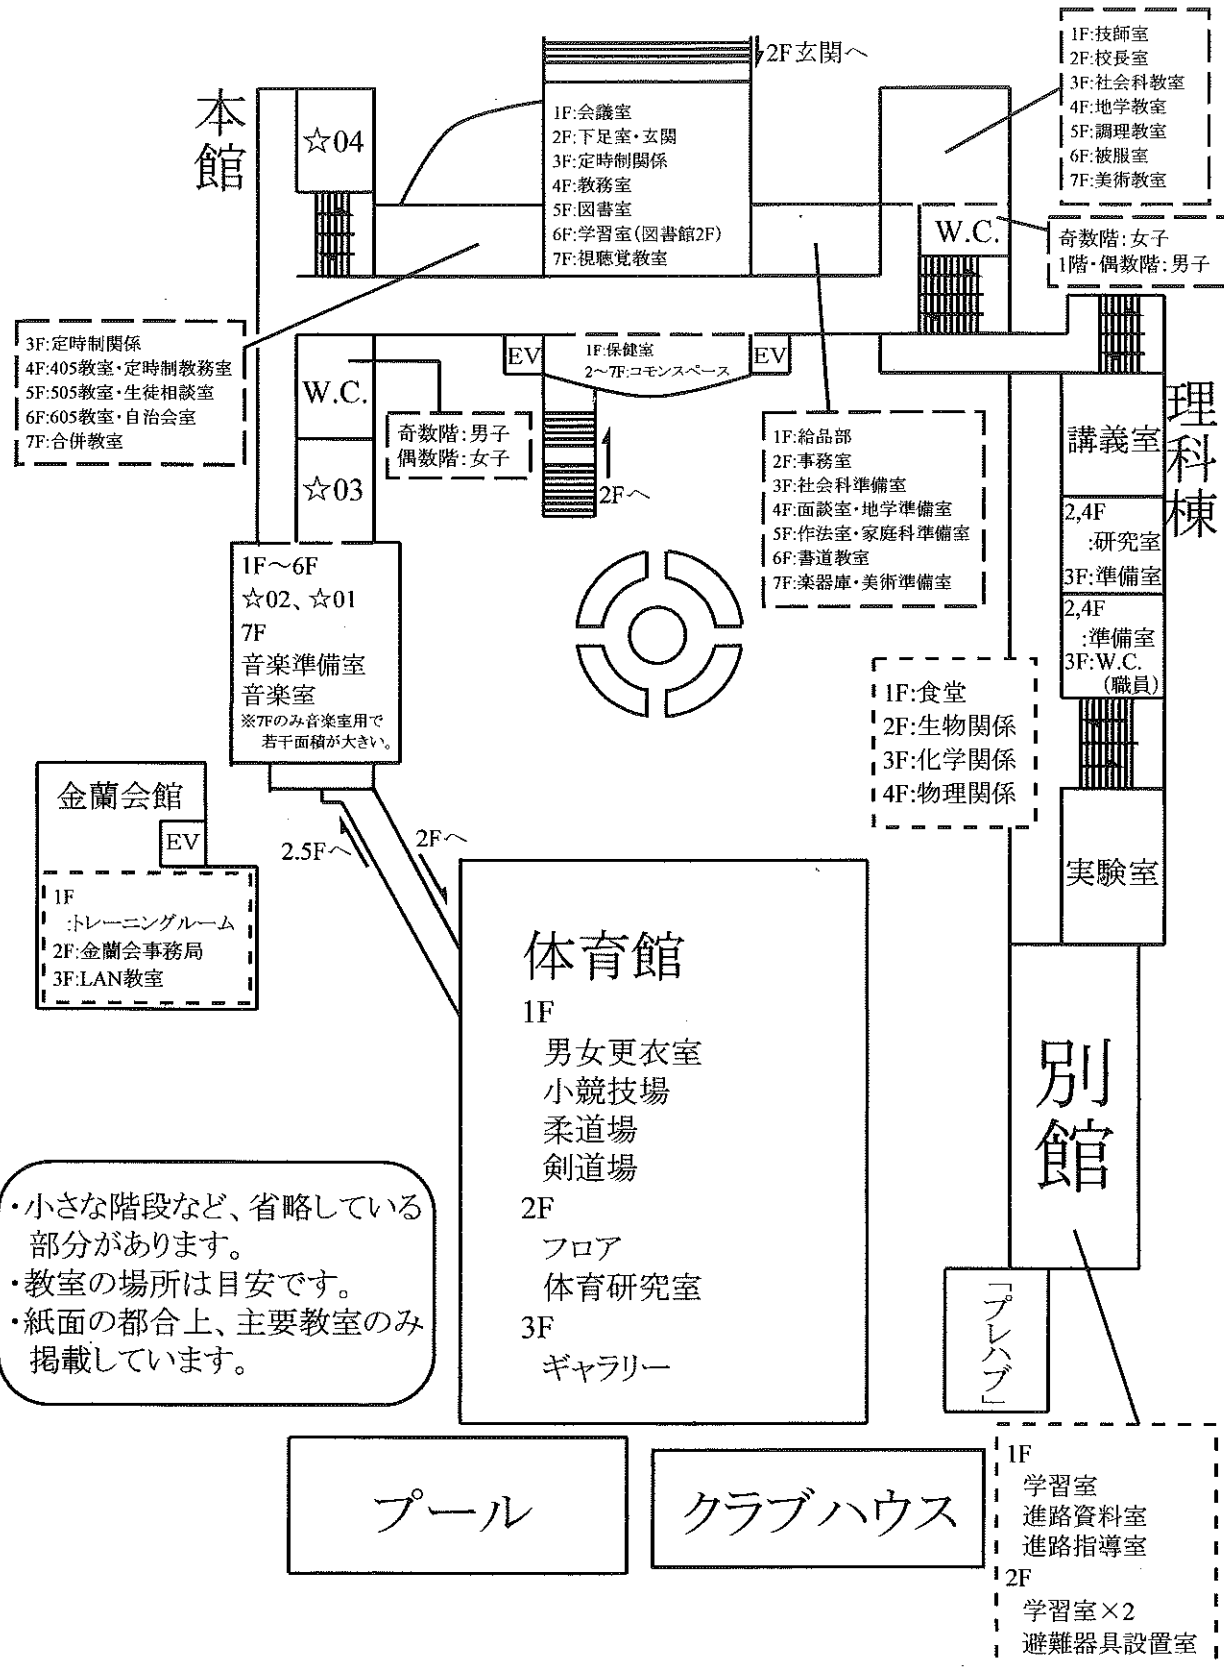 本館
☆04
2F玄関へ
1F:会議室
2F:下足室・玄関
3F:定時制関係
4F:教務室
5F:図書室
6F:学習室(図書館2F)
7F:視聴覚教室
1F:技師室
2F:校長室
3F:社会科教室
4F:地学教室
5F:調理教室
6F:被服室
7F:美術教室
W.C.
奇数階:女子
1階・偶数階:男子
3F:定時制関係
4F:405教室・定時制教務室
5F:505教室・生徒相談室
6F:605教室・自治会室
7F:合併教室
W.C.
奇数階:男子
偶数階:女子
☆03
EV
1F:保健室
2～7F:コモンスペース
EV
2Fへ
1F:給品部
2F:事務室
3F:社会科準備室
4F:面談室・地学準備室
5F:作法室・家庭科準備室
6F:書道教室
7F:楽器庫・美術準備室
理科棟
講義室
2,4F
:研究室
3F:準備室
2,4F
:準備室
3F:W.C.
(職員)
1F～6F
☆02、☆01
7F
音楽準備室
音楽室
※7Fのみ音楽室用で
若干面積が大きい。
1F:食堂
2F:生物関係
3F:化学関係
4F:物理関係
実験室
金蘭会館
EV
1F
:トレーニングルーム
2F:金蘭会事務局
3F:LAN教室
2.5Fへ
2Fへ
体育館
1F
男女更衣室
小競技場
柔道場
剣道場
2F
フロア
体育研究室
3F
ギャラリー
別館
「プレハブ」
・小さな階段など、省略している
部分があります。
・教室の場所は目安です。
・紙面の都合上、主要教室のみ
掲載しています。
プール
クラブハウス
1F
学習室
進路資料室
進路指導室
2F
学習室×2
避難器具設置室